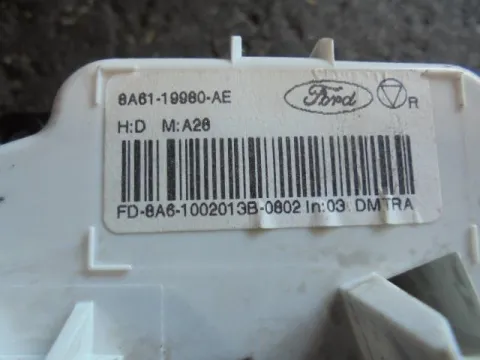 8A61-19980-AE
Ford
R
H:D M:A26
FD-8A6-1002013B-0802 In:03 DMTRA